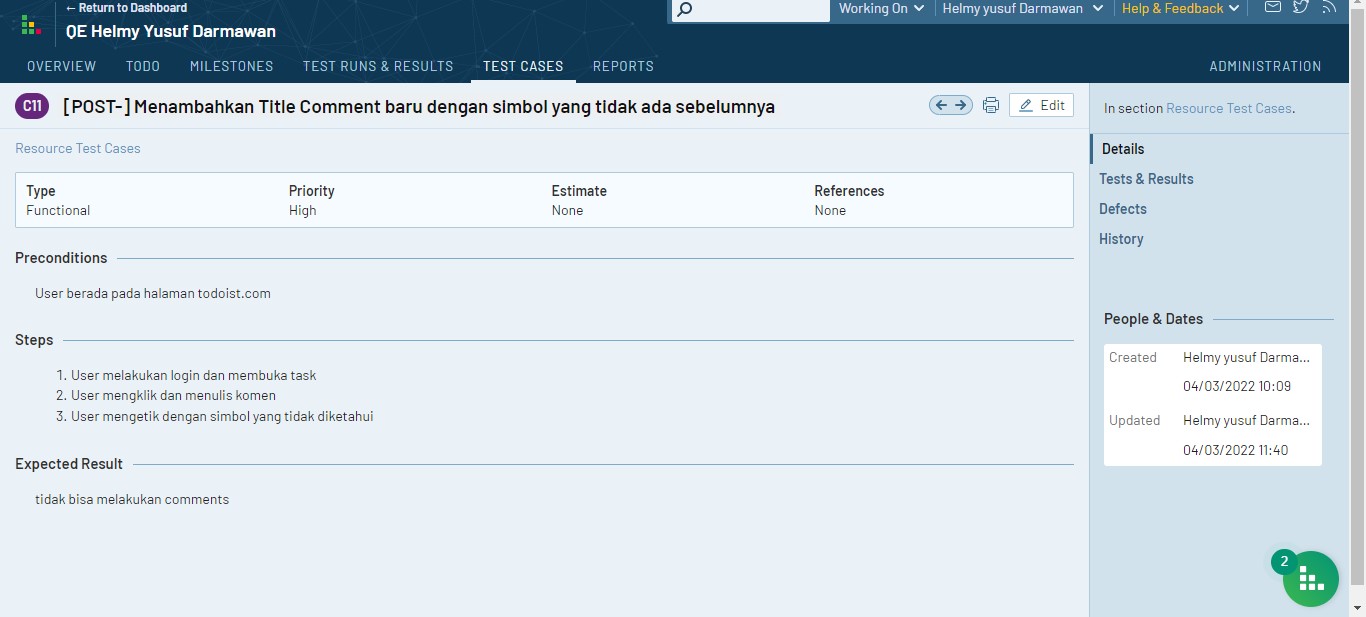 ← Return to Dashboard
Working On
Helmy yusuf Darmawan
Help & Feedback
QE Helmy Yusuf Darmawan
OVERVIEW TODO MILESTONES TEST RUNS & RESULTS TEST CASES REPORTS ADMINISTRATION
C11 [POST-] Menambahkan Title Comment baru dengan simbol yang tidak ada sebelumnya
Edit
Resource Test Cases
Type Priority Estimate References
Functional High None None
Preconditions
User berada pada halaman todoist.com
Steps
1. User melakukan login dan membuka task
2. User mengklik dan menulis komen
3. User mengetik dengan simbol yang tidak diketahui
Expected Result
tidak bisa melakukan comments
In section Resource Test Cases.
Details
Tests & Results
Defects
History
People & Dates
Created Helmy yusuf Darma...
04/03/2022 10:09
Updated Helmy yusuf Darma...
04/03/2022 11:40
2